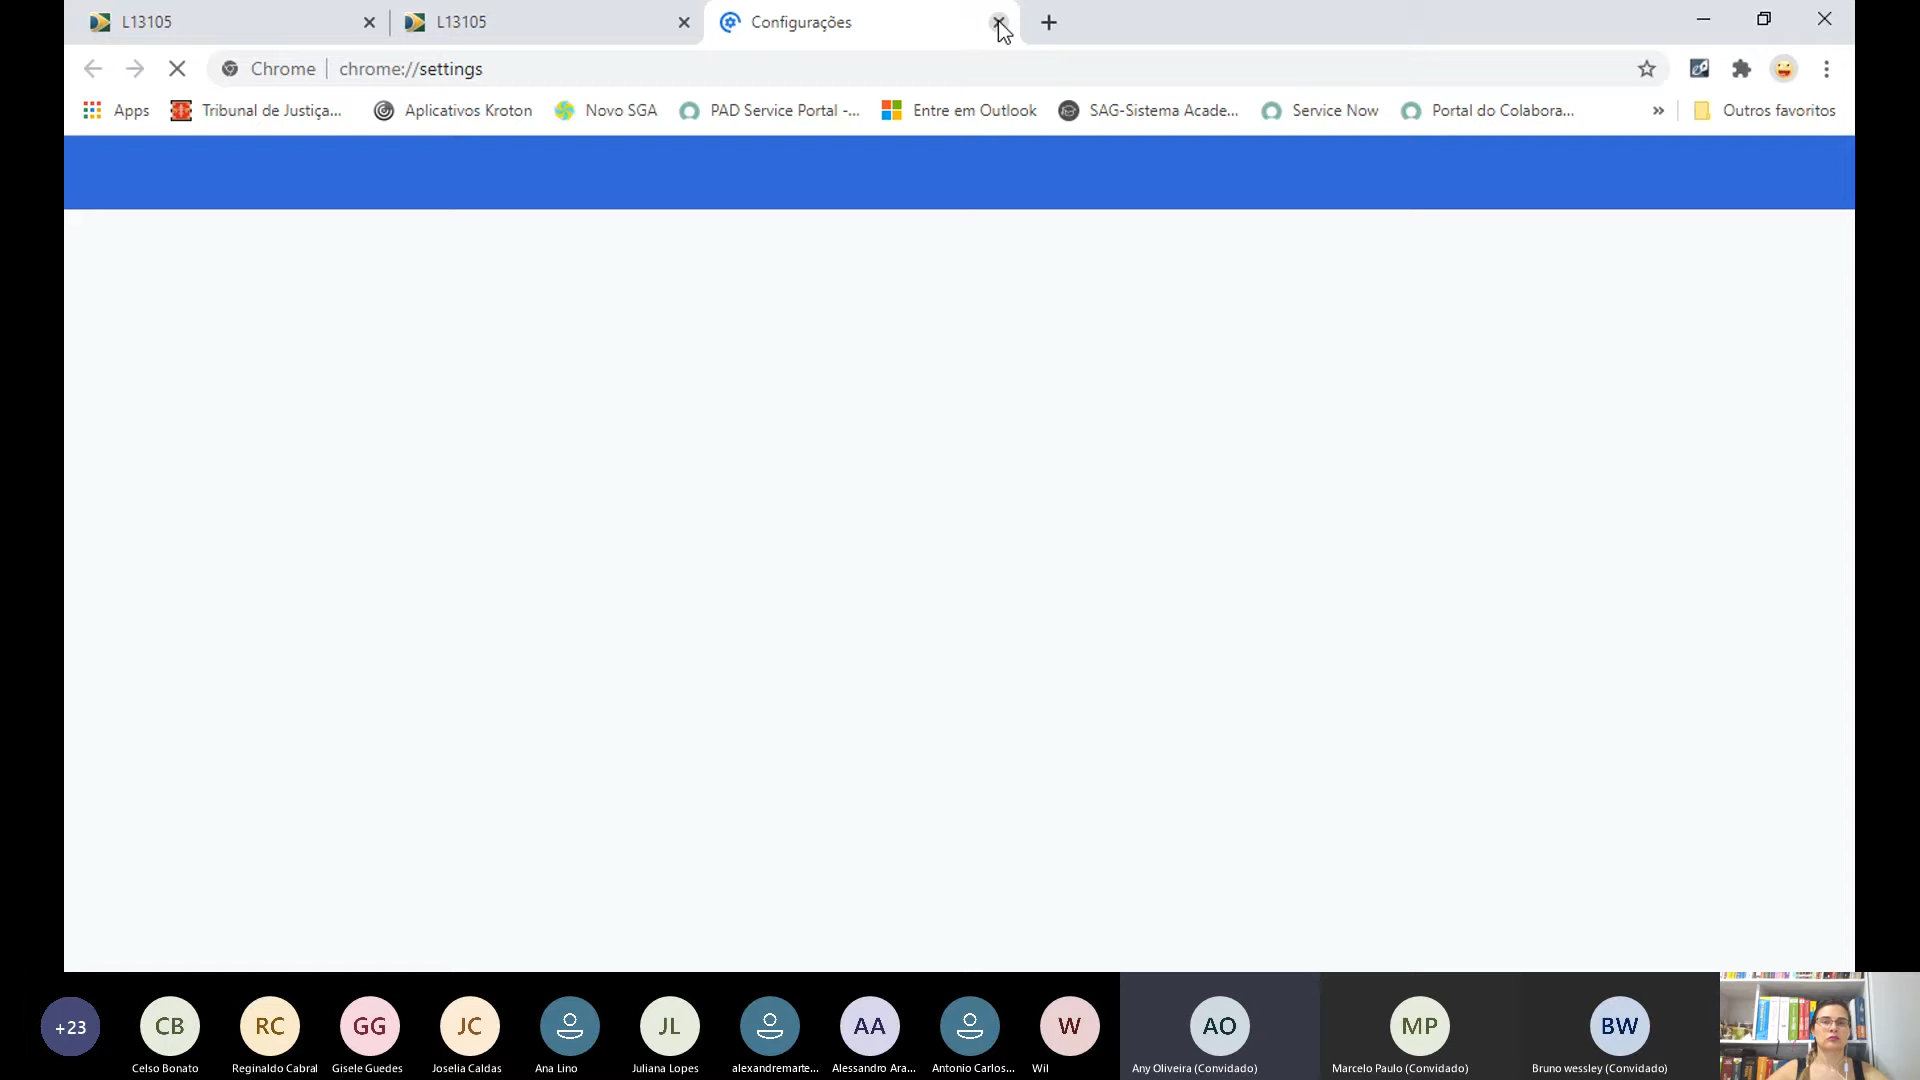 L13105
L13105
Configurações
Chrome | chrome://settings
Apps
Tribunal de Justiça...
Aplicativos Kroton
Novo SGA
PAD Service Portal -...
Entre em Outlook
SAG-Sistema Acade...
Service Now
Portal do Colabora...
»
Outros favoritos
+23
CB
RC
GG
JC
JL
AA
W
AO
MP
BW
Celso Bonato
Reginaldo Cabral
Gisele Guedes
Joselia Caldas
Ana Lino
Juliana Lopes
alexandremarte...
Alessandro Ara...
Antonio Carlos...
Wil
Any Oliveira (Convidado)
Marcelo Paulo (Convidado)
Bruno wessley (Convidado)